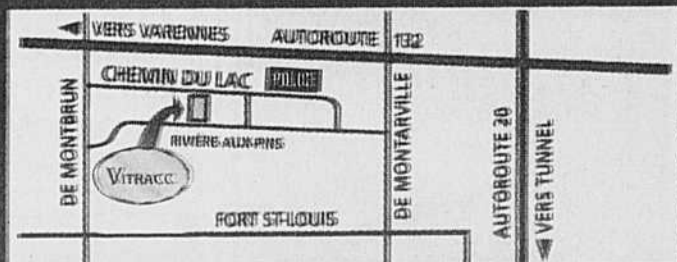 VERS VARENNES
AUTOROUTE 132
CHEMIN DU LAC
POLICE
RIVIÈRE-AUX-PINS
VITRACC
FORT ST-LOUIS
DE MONTBRUN
DE MONTARVILLE
AUTOROUTE 20
VERS TUNNEL